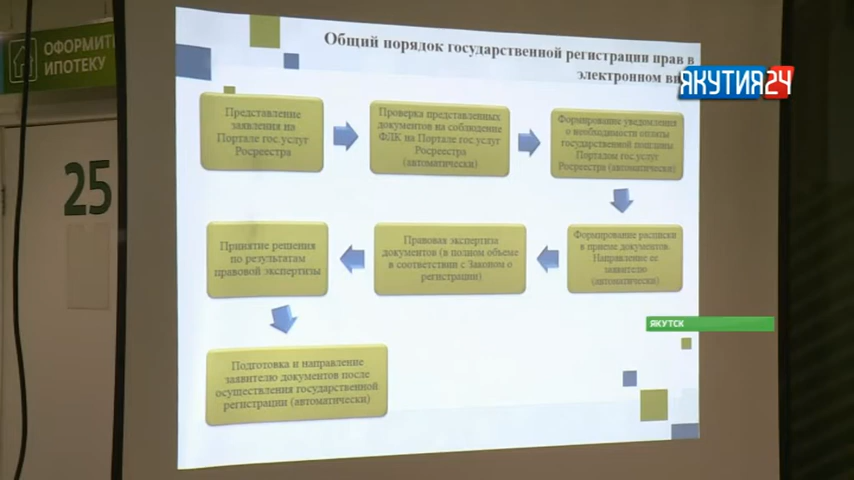 ОФОРМИТЬ
ИПОТЕКУ
25
Общий порядок государственной регистрации прав в
электронном ви
ЯКУТИЯ24
Представление
заявления на
Портале гос.услуг
Росреестра
Проверка представленных
документов на соблюдение
ФЛК на Портале гос.услуг
Росреестра
(автоматически)
Формирование уведомления
о необходимости оплаты
государственной пошлины
Порталом гос.услуг
Росреестра (автоматически)
Формирование расписки
в приеме документов.
Направление ее
заявителю
(автоматически)
Правовая экспертиза
документов (в полном объеме
в соответствии с Законом о
регистрации)
Принятие решения
по результатам
правовой экспертизы
Подготовка и направление
заявителю документов после
осуществления государственной
регистрации (автоматически)
ЯКУТСК